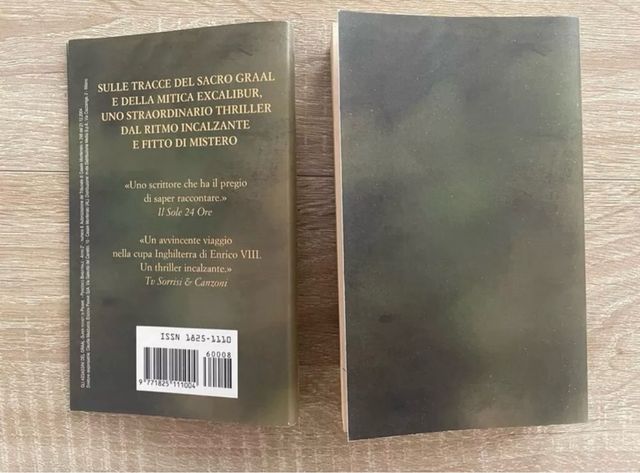 SULLE TRACCE DEL SACRO GRAAL
E DELLA MITICA EXCALIBUR,
UNO STRAORDINARIO THRILLER
DAL RITMO INCALZANTE
E FITTO DI MISTERO
«Uno scrittore che ha il pregio
di saper raccontare.»
Il Sole 24 Ore
«Un avvincente viaggio
nella cupa Inghilterra di Enrico VIII.
Un thriller incalzante.»
Tv Sorrisi & Canzoni
ISSN 1825-1110
60008
9 771825 111004